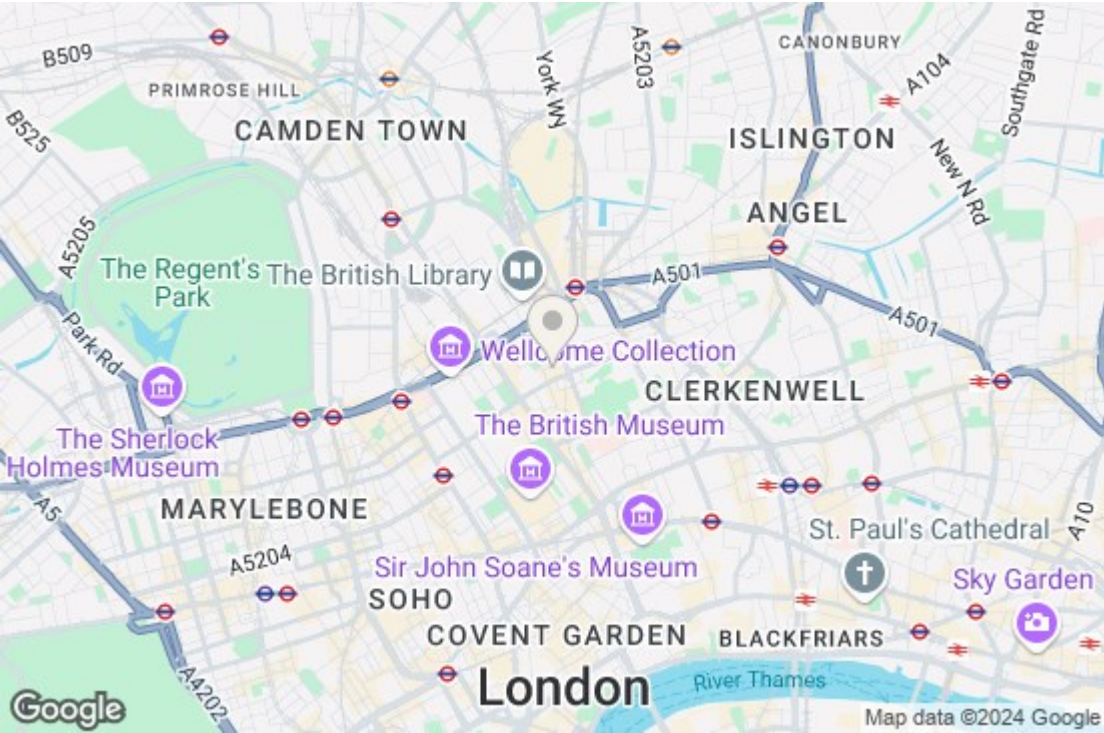 B509
A5203
CANONBURY
A104
Southgate Rd
York Wy
PRIMROSE HILL
B525
CAMDEN TOWN
ISLINGTON
New N Rd
ANGEL
A5205
The Regent's
Park
The British Library
A501
A501
Park Rd
Wellcome Collection
CLERKENWELL
The British Museum
The Sherlock
Holmes Museum
A5
MARYLEBONE
A10
St. Paul's Cathedral
A5204
Sir John Soane's Museum
Sky Garden
SOHO
COVENT GARDEN
BLACKFRIARS
London
River Thames
A4202
Google
Map data ©2024 Google